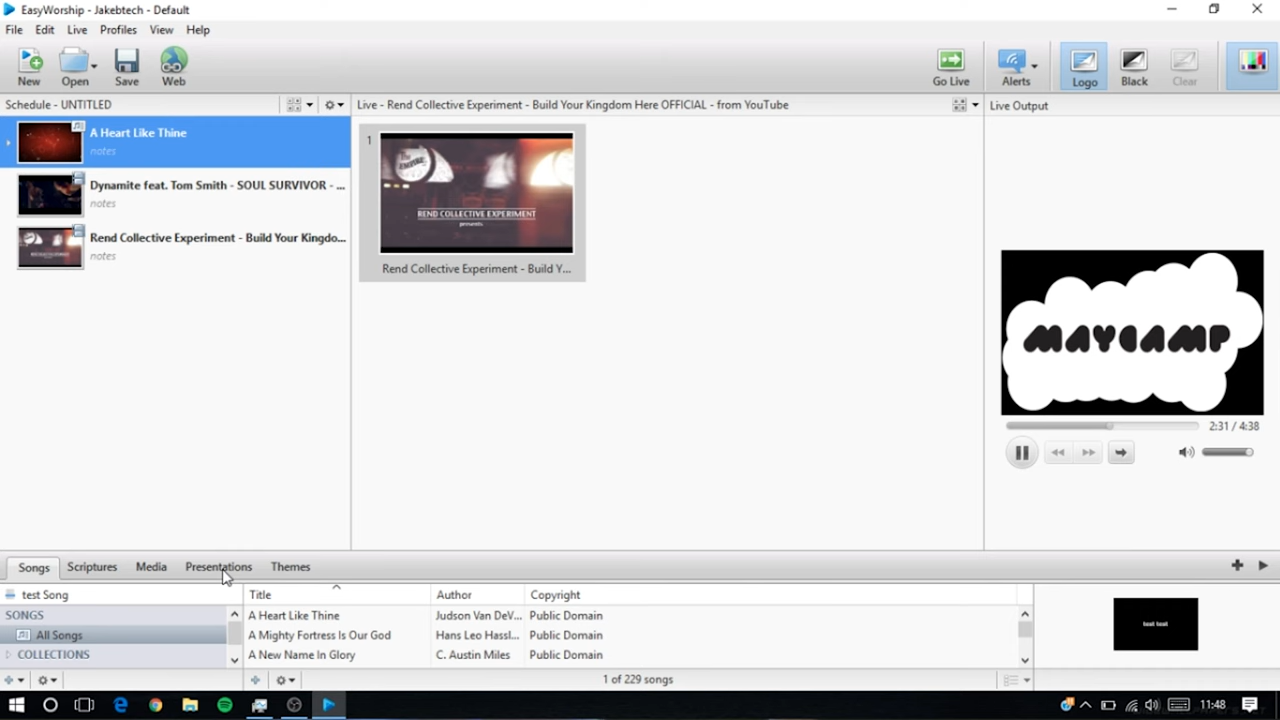 EasyWorship - Jakebtech - Default
File Edit Live Profiles View Help
New Open Save Web Go Live Alerts Logo Black Clear
Schedule - UNTITLED
Live - Rend Collective Experiment - Build Your Kingdom Here OFFICIAL - from YouTube
Live Output
A Heart Like Thine
notes
Dynamite feat. Tom Smith - SOUL SURVIVOR - ...
notes
Rend Collective Experiment - Build Your Kingdo...
notes
1
REND COLLECTIVE EXPERIMENT
presents
Rend Collective Experiment - Build Y...
MAYCAMP
2:31 / 4:38
Songs Scriptures Media Presentations Themes
test Song
Title Author Copyright
SONGS
All Songs
COLLECTIONS
A Heart Like Thine Judson Van DeV... Public Domain
A Mighty Fortress Is Our God Hans Leo Hassl... Public Domain
A New Name In Glory C. Austin Miles Public Domain
test test
1 of 229 songs
11:48